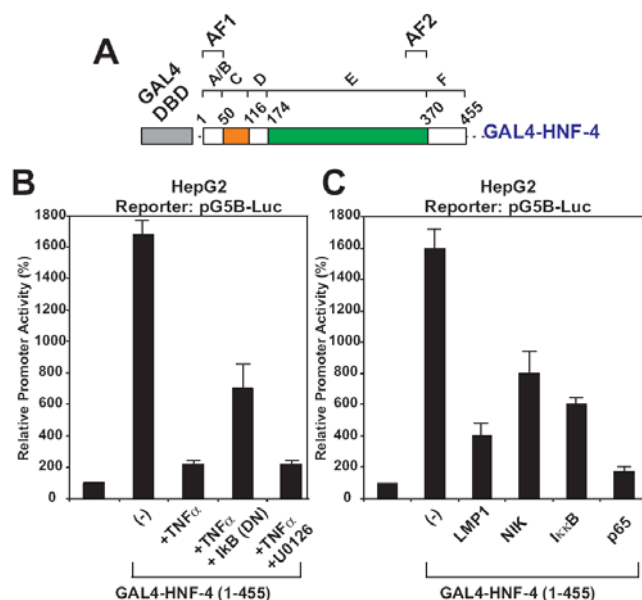 A
AF1 AF2
GAL4 DBD
A/B C D E F
1 50 116 174 370 455
GAL4-HNF-4
B
HepG2
Reporter: pG5B-Luc
Relative Promoter Activity (%)
1800
1600
1400
1200
1000
800
600
400
200
0
(-)
+TNFα
+TNFα
+ IkB (DN)
+TNFα
+U0126
GAL4-HNF-4 (1-455)
C
HepG2
Reporter: pG5B-Luc
Relative Promoter Activity (%)
1800
1600
1400
1200
1000
800
600
400
200
0
(-)
LMP1
NIK
IκκB
p65
GAL4-HNF-4 (1-455)